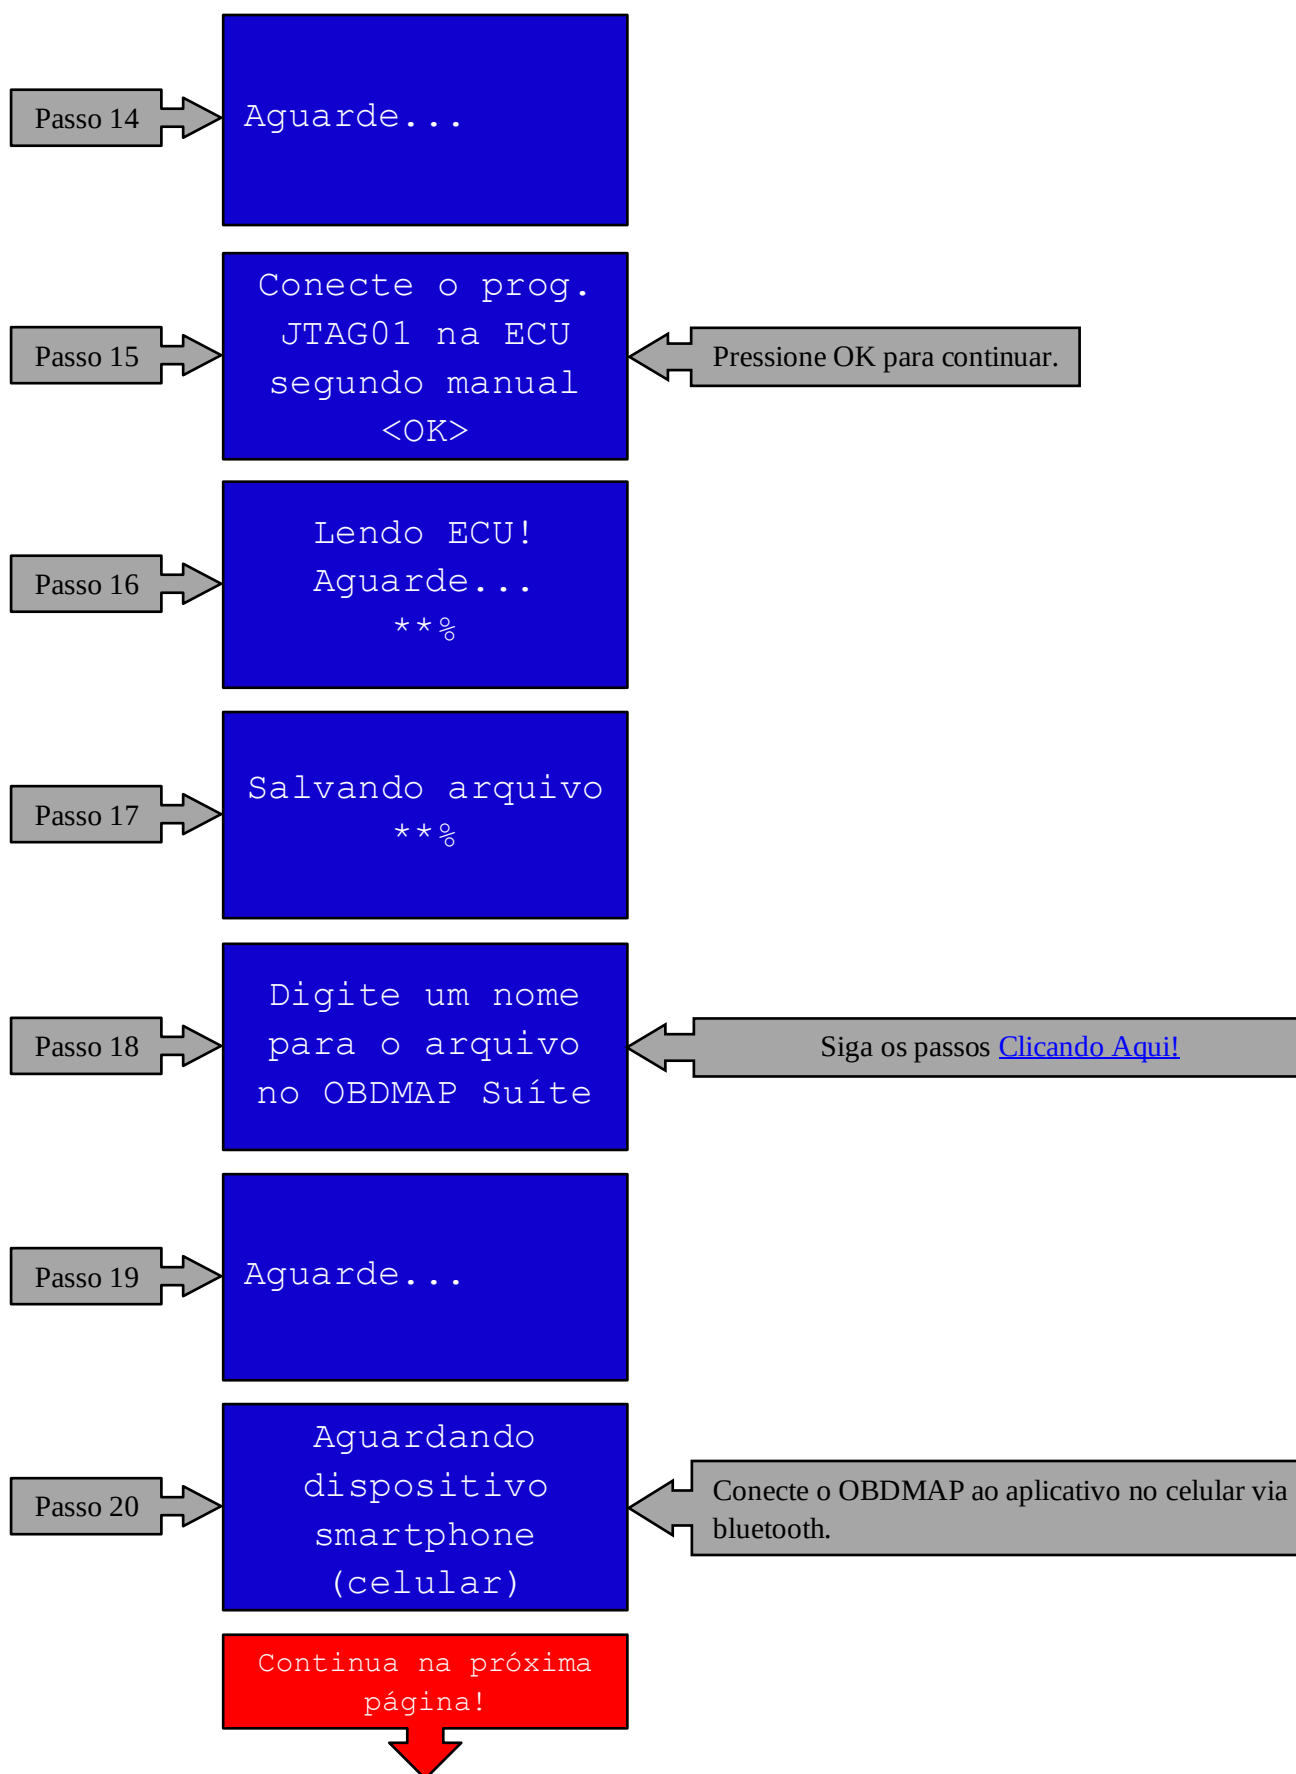 Passo 14
Aguarde...
Passo 15
Conecte o prog.
JTAG01 na ECU
segundo manual
<OK>
Pressione OK para continuar.
Passo 16
Lendo ECU!
Aguarde...
**%
Passo 17
Salvando arquivo
**%
Passo 18
Digite um nome
para o arquivo
no OBDMAP Suíte
Siga os passos Clicando Aqui!
Passo 19
Aguarde...
Passo 20
Aguardando
dispositivo
smartphone
(celular)
Conecte o OBDMAP ao aplicativo no celular via
bluetooth.
Continua na próxima
página!